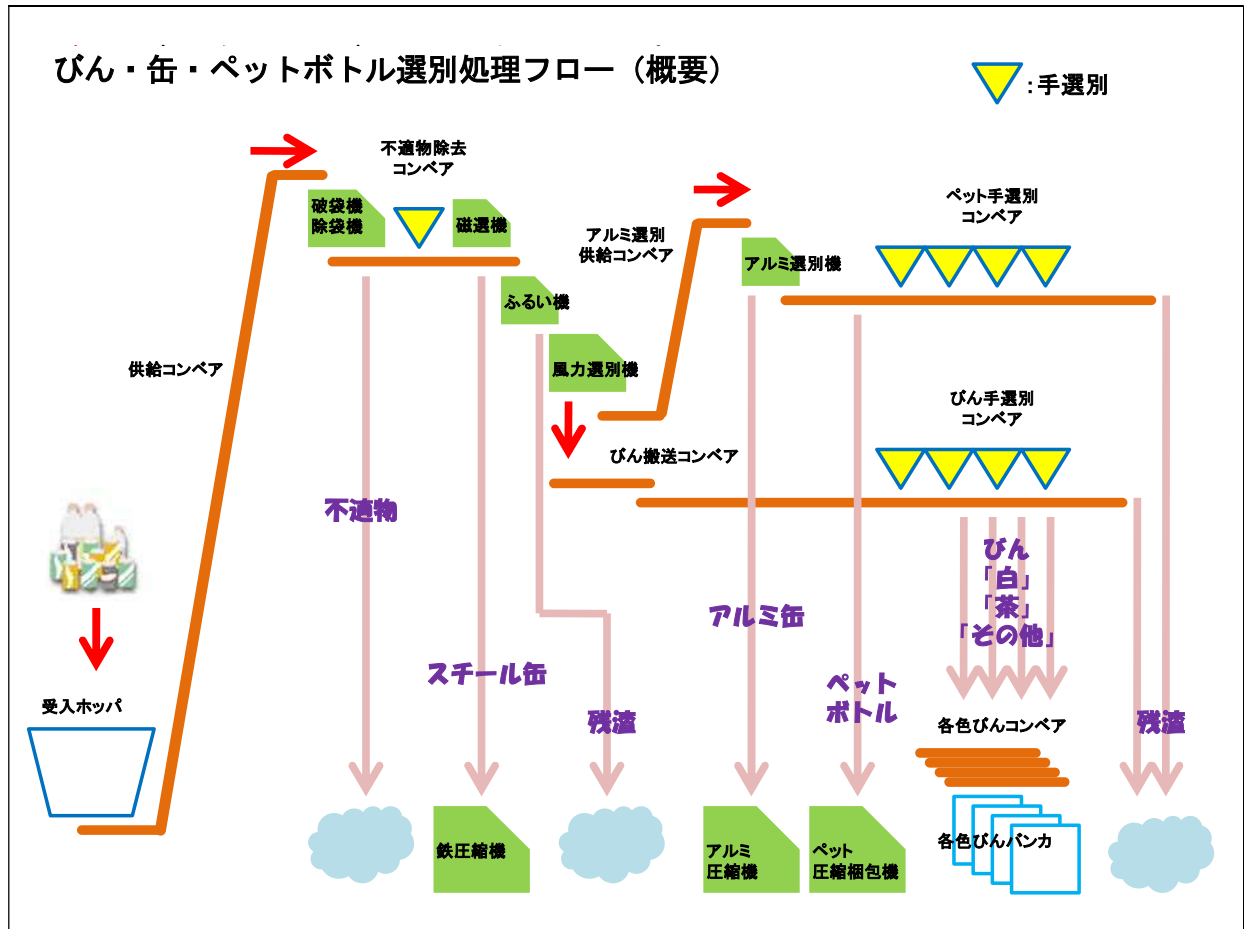 びん・缶・ペットボトル選別処理フロー（概要）
：手選別
不適物除去
コンベア
破袋機
除袋機
磁選機
アルミ選別
供給コンベア
ペット手選別
コンベア
アルミ選別機
ふるい機
風力選別機
供給コンベア
びん手選別
コンベア
びん搬送コンベア
不適物
びん
「白」
「茶」
「その他」
アルミ缶
スチール缶
ペット
ボトル
残渣
残渣
受入ホッパ
各色びんコンベア
鉄圧縮機
アルミ
圧縮機
ペット
圧縮梱包機
各色びんバンカ